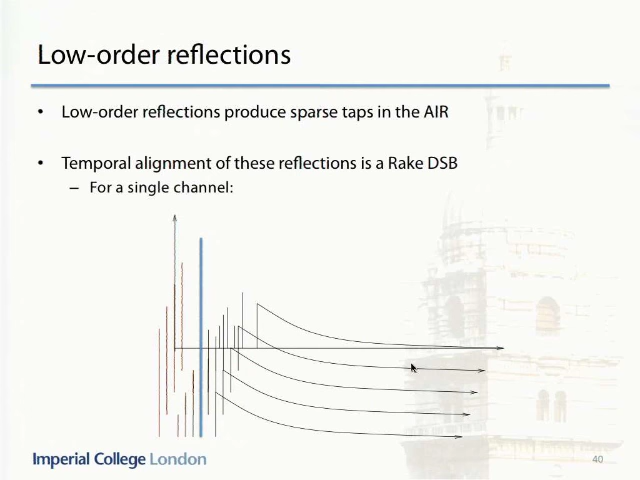 Low-order reflections
• Low-order reflections produce sparse taps in the AIR
• Temporal alignment of these reflections is a Rake DSB
– For a single channel:
Imperial College London
40